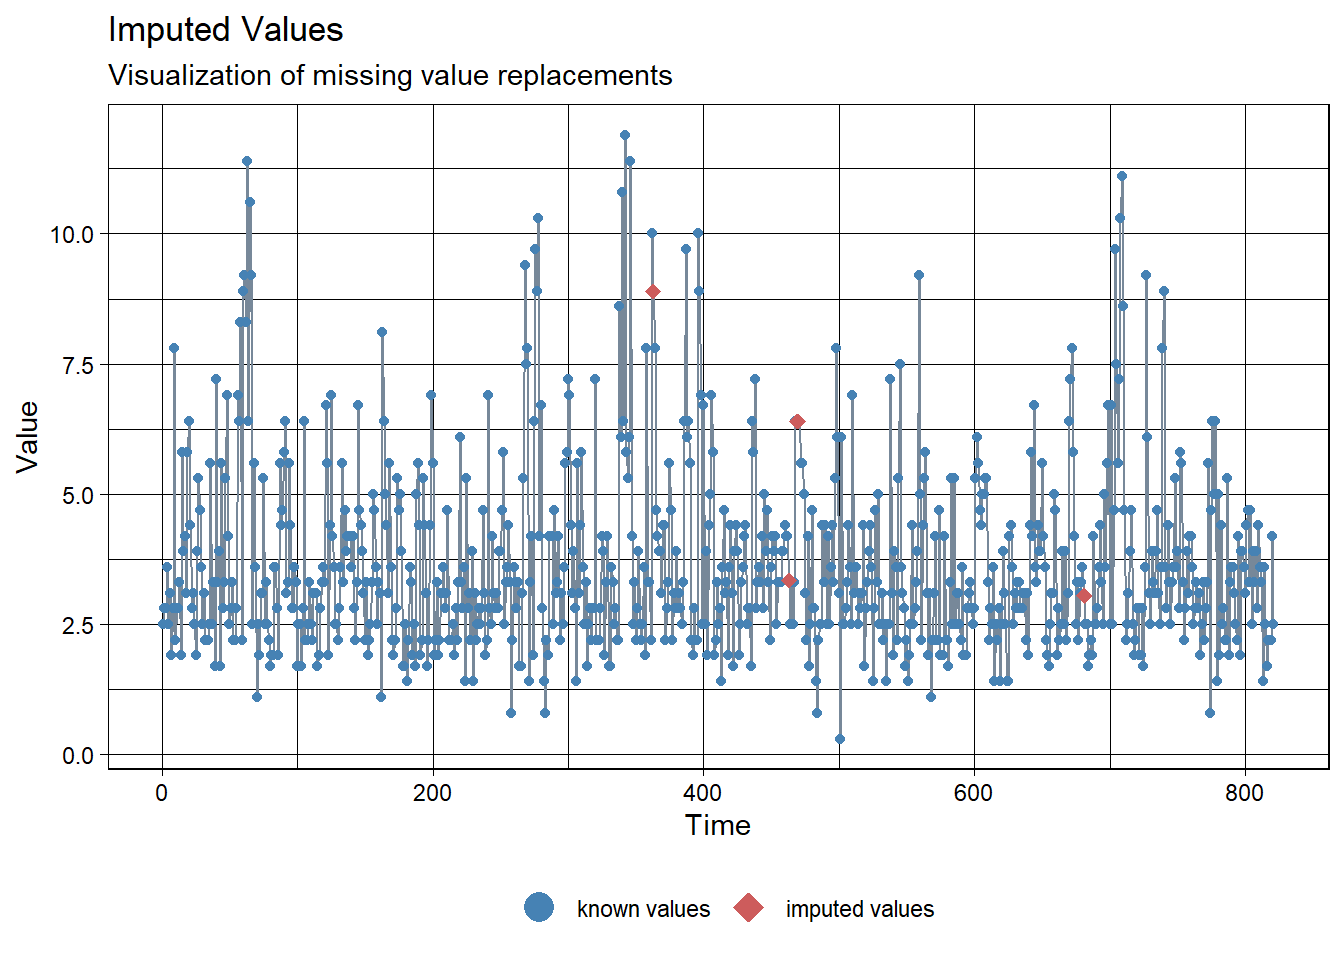 Imputed Values
Visualization of missing value replacements
Value
10.0
7.5
5.0
2.5
0.0
0 200 400 600 800
Time
known values imputed values